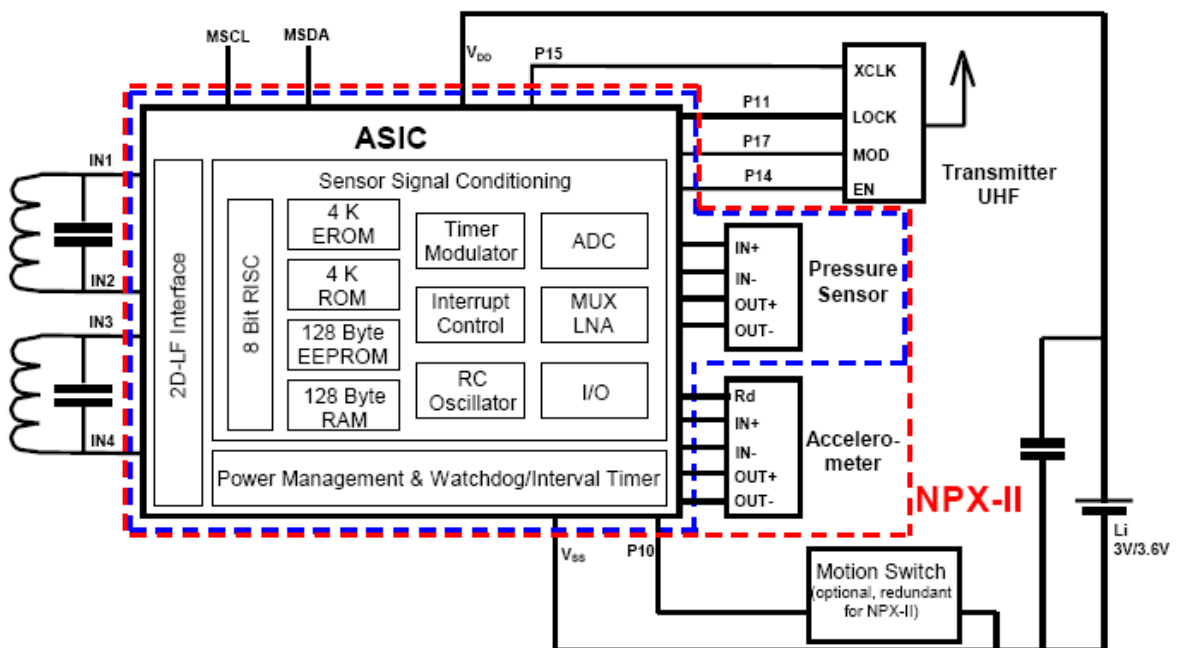 MSCL
MSDA
VDD
P15
XCLK
P11
LOCK
ASIC
P17
MOD
IN1
P14
EN
Transmitter
UHF
Sensor Signal Conditioning
4 K
EROM
Timer
Modulator
ADC
IN+
IN-
OUT+
OUT-
Pressure
Sensor
2D-LF Interface
8 Bit RISC
4 K
ROM
Interrupt
Control
MUX
LNA
IN2
IN3
128 Byte
EEPROM
128 Byte
RAM
RC
Oscillator
I/O
Rd
IN+
IN-
OUT+
OUT-
Accelero-
meter
IN4
Power Management & Watchdog/Interval Timer
NPX-II
Li
3V/3.6V
VSS
P10
Motion Switch
(optional, redundant
for NPX-II)